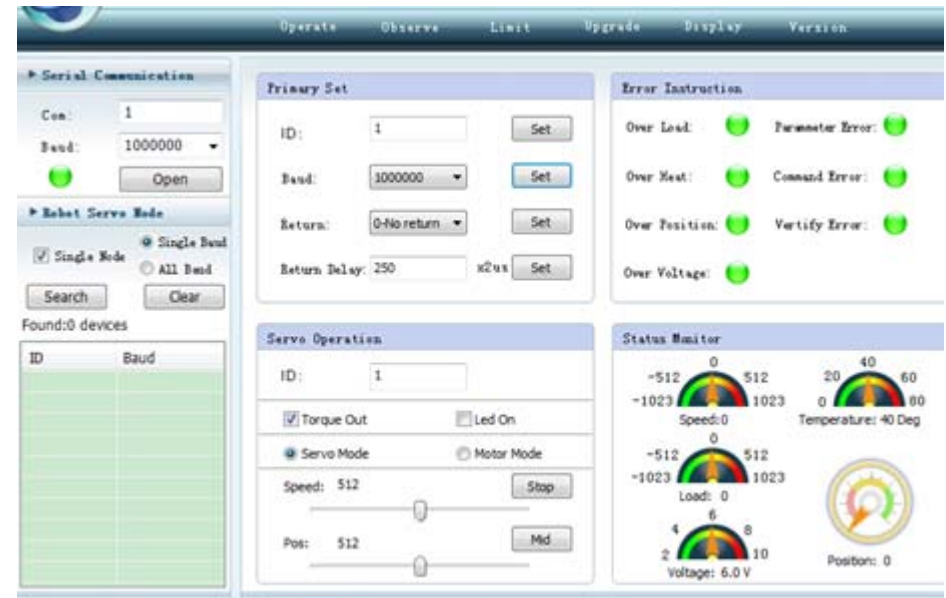 Operate Observe Limit Upgrade Display Version
Serial Communication
Com: 1
Baud: 1000000
Open
Robot Servo Node
Single Node
Single Baud
All Baud
Search Clear
Found:0 devices
ID Baud
Primary Set
ID: 1 Set
Baud: 1000000 Set
Return: 0-No return Set
Return Delay: 250 x2us Set
Servo Operation
ID: 1
Torque Out Led On
Servo Mode Motor Mode
Speed: 512 Stop
Pos: 512 Mid
Error Instruction
Over Load: Parameter Error:
Over Heat: Command Error:
Over Position: Vertify Error:
Over Voltage:
Status Monitor
0
-512 512
-1023 1023
Speed:0
40
20 60
0 80
Temperature: 40 Deg
0
-512 512
-1023 1023
Load: 0
6
4 8
2 10
Voltage: 6.0 V
Position: 0